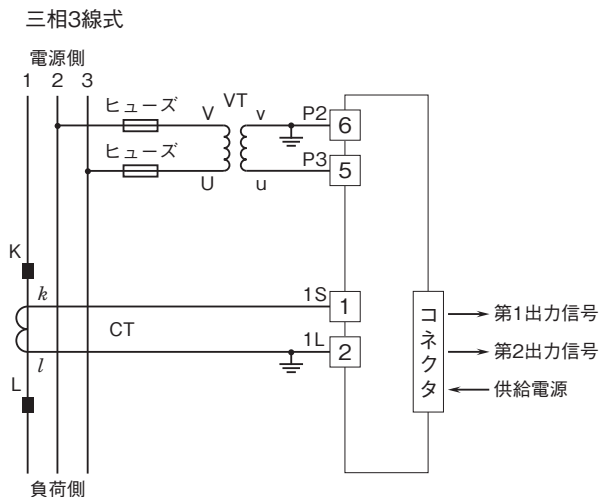 三相3線式
電源側
1 2 3
ヒューズ
V VT v P2 6
ヒューズ
U u P3 5
K
k 1S 1
CT
l 1L 2
L
コネクタ
第1出力信号
第2出力信号
供給電源
負荷側